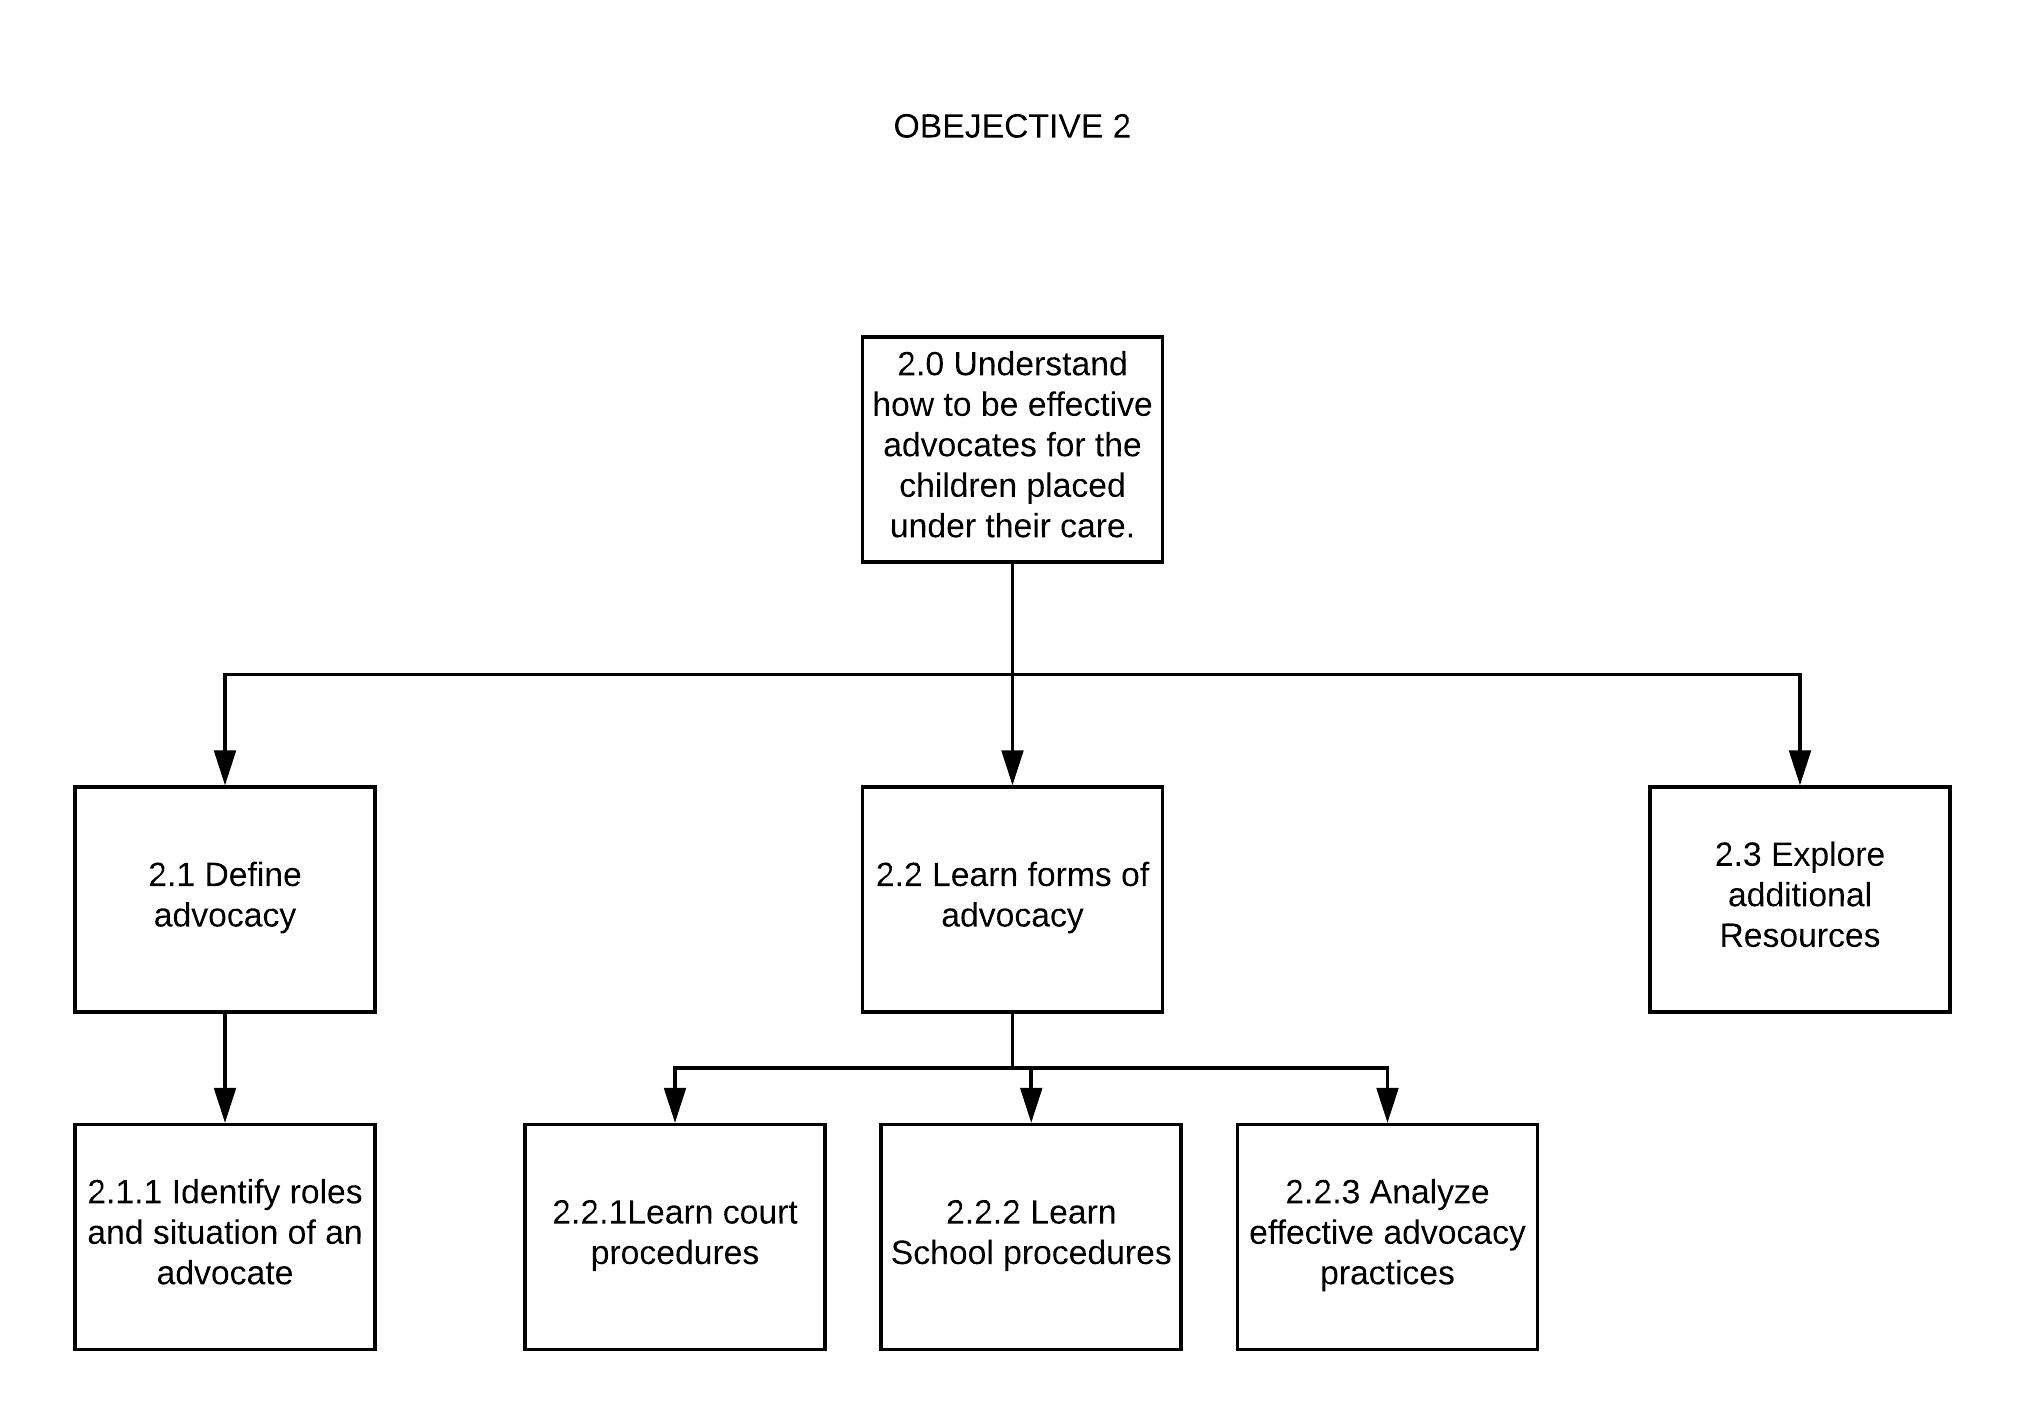 OBEJECTIVE 2
2.0 Understand
how to be effective
advocates for the
children placed
under their care.
2.1 Define
advocacy
2.2 Learn forms of
advocacy
2.3 Explore
additional
Resources
2.1.1 Identify roles
and situation of an
advocate
2.2.1Learn court
procedures
2.2.2 Learn
School procedures
2.2.3 Analyze
effective advocacy
practices